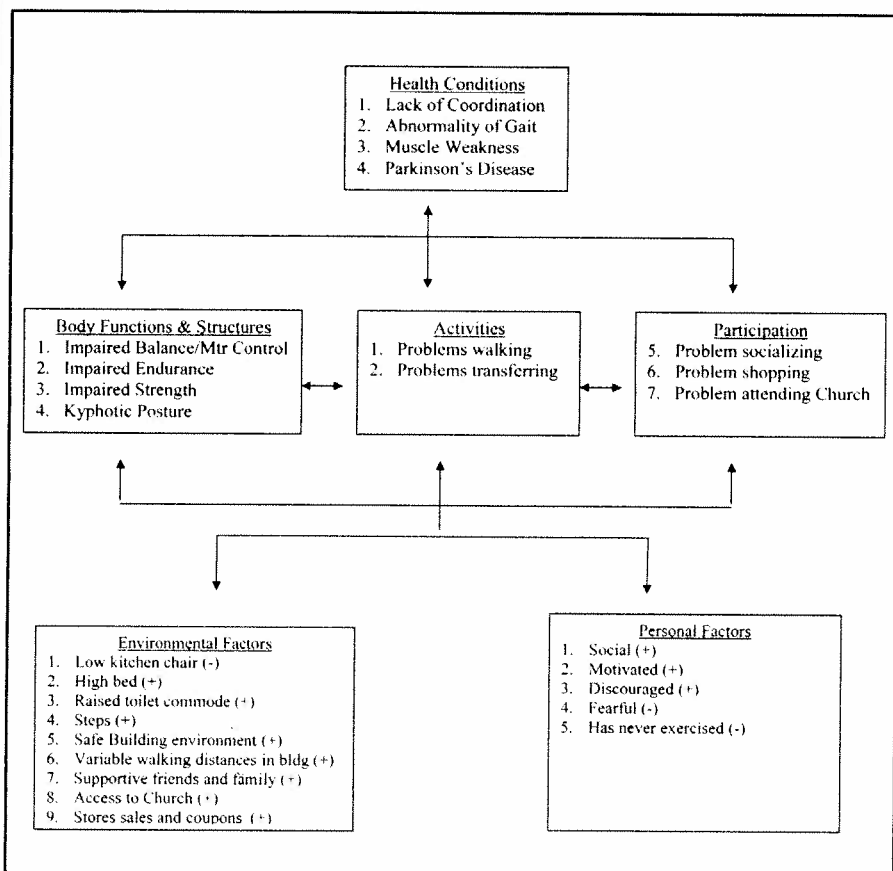 Health Conditions
1. Lack of Coordination
2. Abnormality of Gait
3. Muscle Weakness
4. Parkinson's Disease
Body Functions & Structures
1. Impaired Balance/Mtr Control
2. Impaired Endurance
3. Impaired Strength
4. Kyphotic Posture
Activities
1. Problems walking
2. Problems transferring
Participation
5. Problem socializing
6. Problem shopping
7. Problem attending Church
Environmental Factors
1. Low kitchen chair (-)
2. High bed (+)
3. Raised toilet commode (+)
4. Steps (+)
5. Safe Building environment (+)
6. Variable walking distances in bldg (+)
7. Supportive friends and family (+)
8. Access to Church (+)
9. Stores sales and coupons (+)
Personal Factors
1. Social (+)
2. Motivated (+)
3. Discouraged (+)
4. Fearful (-)
5. Has never exercised (-)